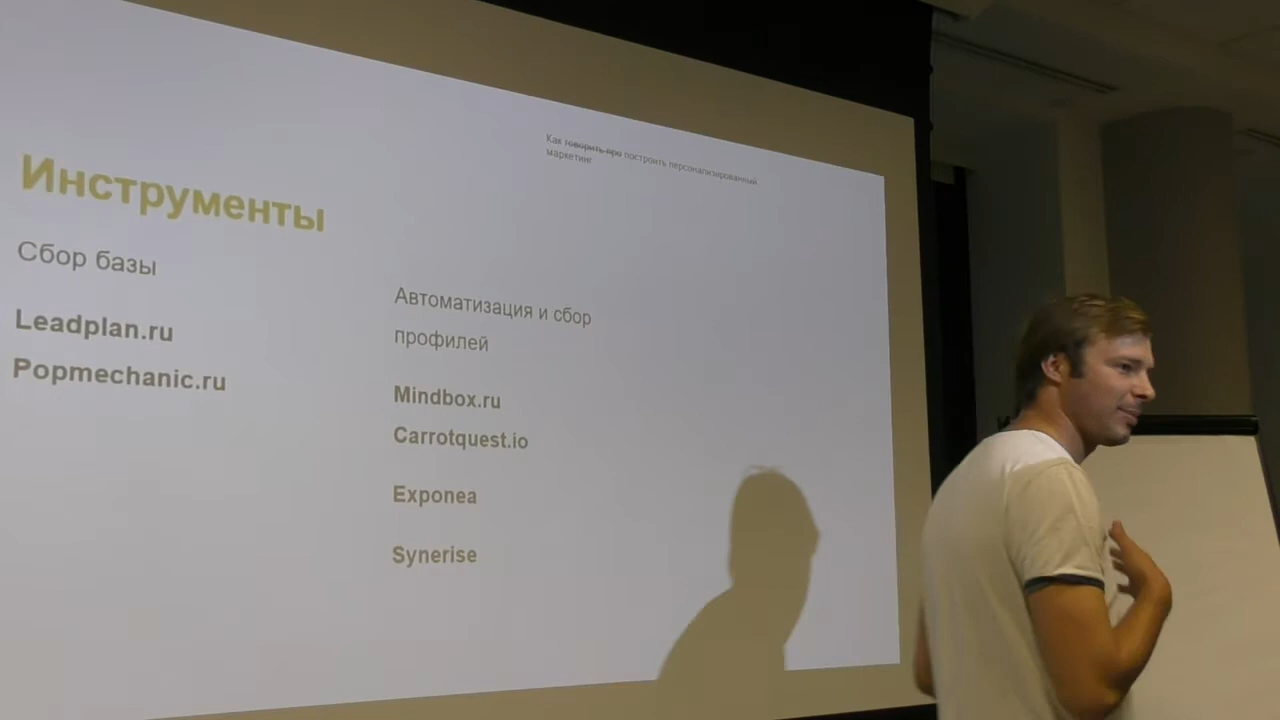 Как говорить про построить персонализированный
маркетинг
Инструменты
Сбор базы
Leadplan.ru
Popmechanic.ru
Автоматизация и сбор
профилей
Mindbox.ru
Carrotquest.io
Exponea
Synerise